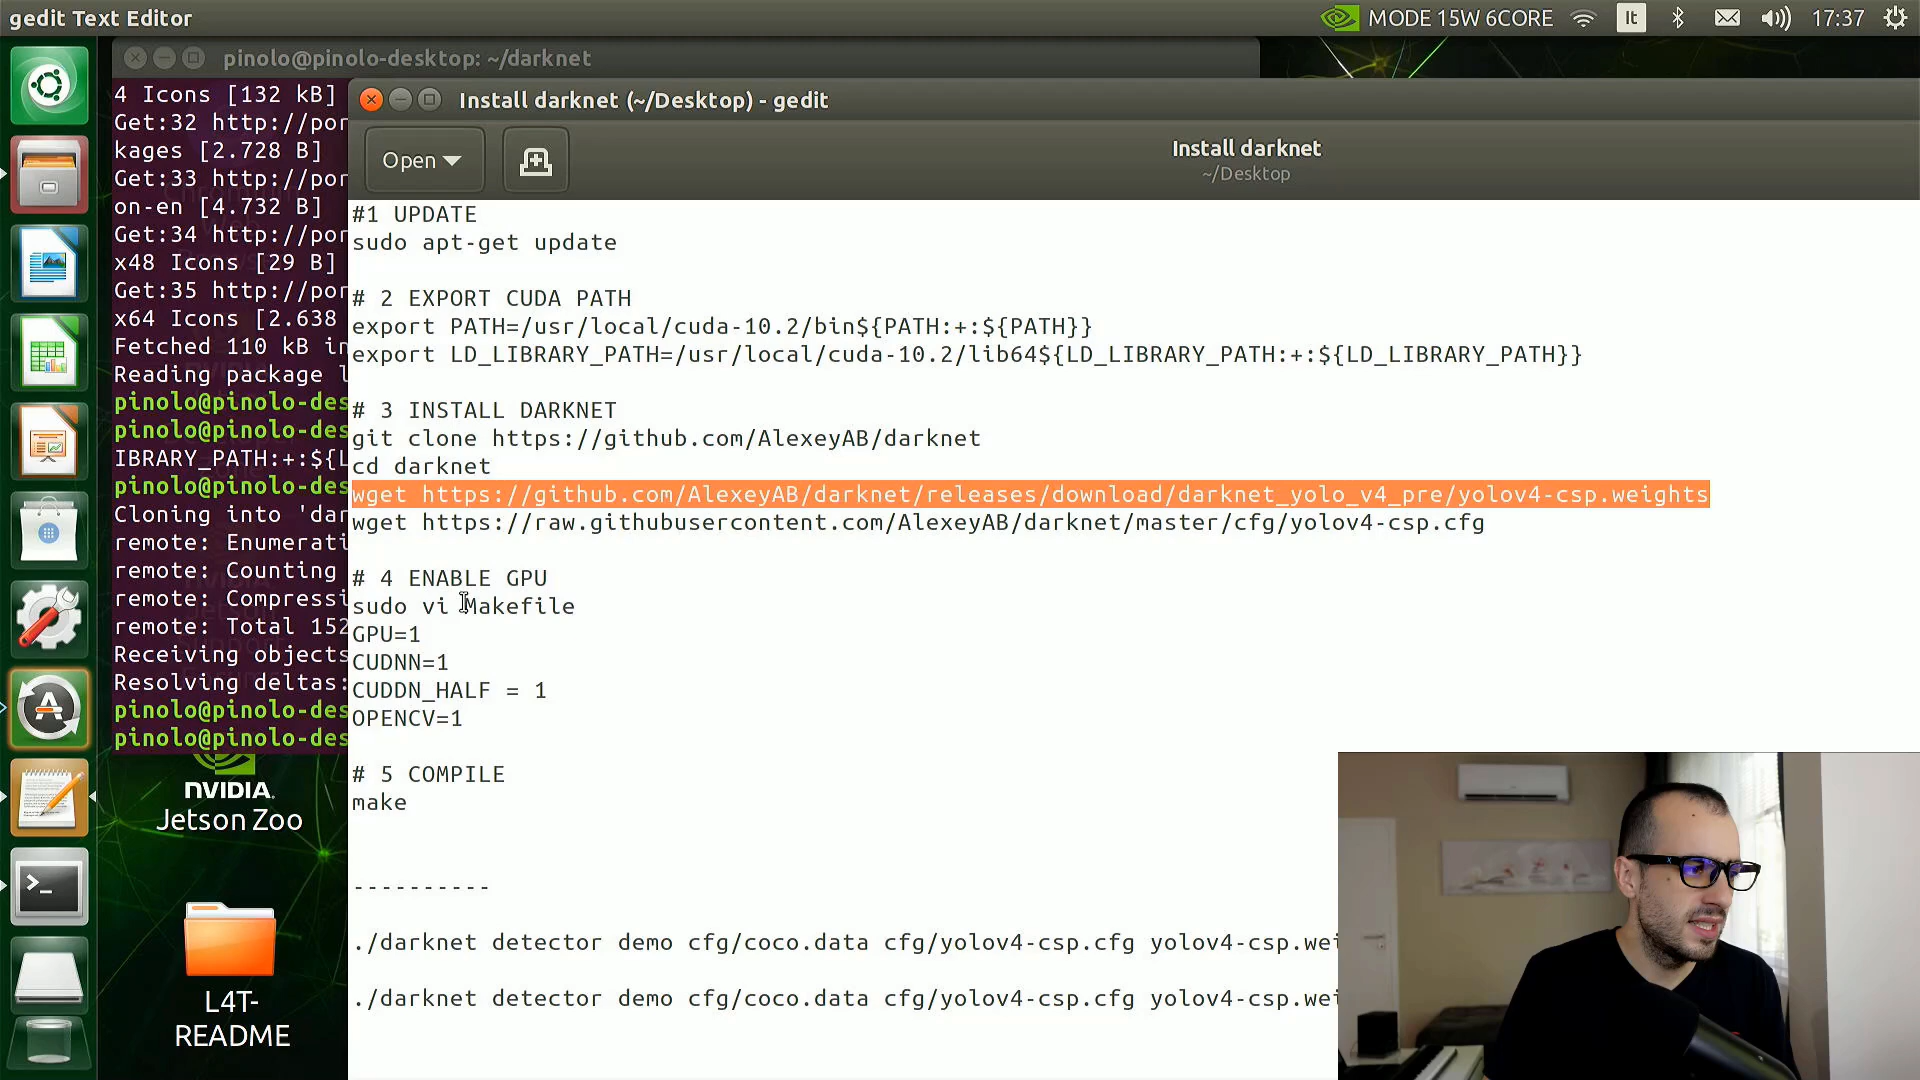 gedit Text Editor
MODE 15W 6CORE
It
17:37
pinolo@pinolo-desktop: ~/darknet
4 Icons [132 kB]
Get:32 http://por
kages [2.728 B]
Get:33 http://por
on-en [4.732 B]
Get:34 http://por
x48 Icons [29 B]
Get:35 http://por
x64 Icons [2.638
Fetched 110 kB in
Reading package l
pinolo@pinolo-des
pinolo@pinolo-des
IBRARY_PATH:+:${L
pinolo@pinolo-des
Cloning into 'dar
remote: Enumerati
remote: Counting
remote: Compressi
remote: Total 152
Receiving objects
Resolving deltas:
pinolo@pinolo-des
pinolo@pinolo-des
Install darknet (~/Desktop) - gedit
Open
Install darknet
~/Desktop
#1 UPDATE
sudo apt-get update
# 2 EXPORT CUDA PATH
export PATH=/usr/local/cuda-10.2/bin${PATH:+:${PATH}}
export LD_LIBRARY_PATH=/usr/local/cuda-10.2/lib64${LD_LIBRARY_PATH:+:${LD_LIBRARY_PATH}}
# 3 INSTALL DARKNET
git clone https://github.com/AlexeyAB/darknet
cd darknet
wget https://github.com/AlexeyAB/darknet/releases/download/darknet_yolo_v4_pre/yolov4-csp.weights
wget https://raw.githubusercontent.com/AlexeyAB/darknet/master/cfg/yolov4-csp.cfg
# 4 ENABLE GPU
sudo vi Makefile
GPU=1
CUDNN=1
CUDDN_HALF = 1
OPENCV=1
# 5 COMPILE
make
----------
./darknet detector demo cfg/coco.data cfg/yolov4-csp.cfg yolov4-csp.wei
./darknet detector demo cfg/coco.data cfg/yolov4-csp.cfg yolov4-csp.wei
NVIDIA.
Jetson Zoo
L4T-
README